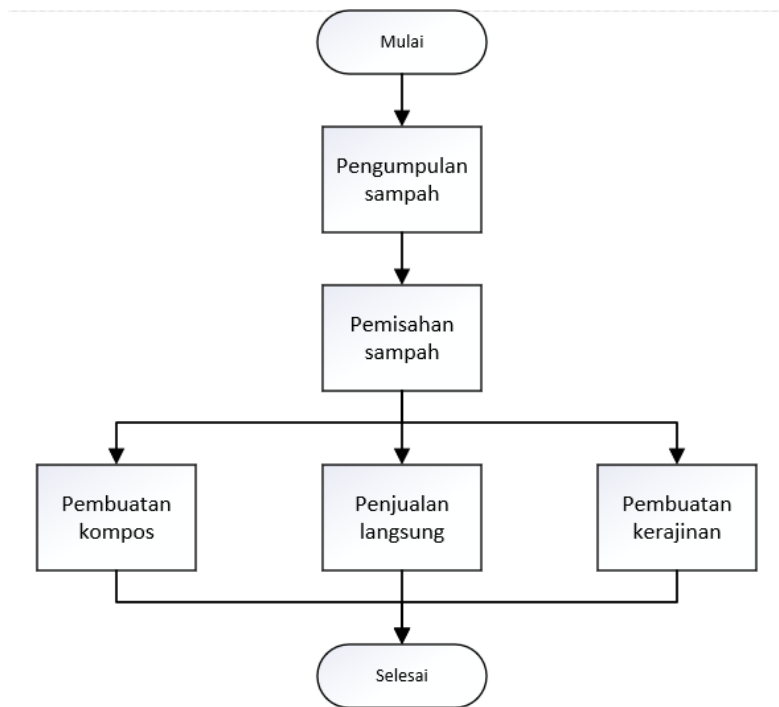 Mulai
Pengumpulan
sampah
Pemisahan
sampah
Pembuatan
kompos
Penjualan
langsung
Pembuatan
kerajinan
Selesai